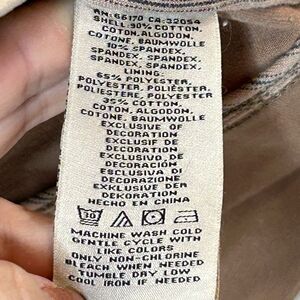 RN: 66170 CA: 32054
SHELL: 90% COTTON,
COTON, ALGODON,
COTONE, BAUMWOLLE
10% SPANDEX,
SPANDEX, SPANDEX,
SPANDEX, SPANDEX
LINING:
65% POLYESTER,
POLYESTER, POLIÉSTER,
POLIESTERE, POLYESTER
35% COTTON,
COTON, ALGODON,
COTONE, BAUMWOLLE
EXCLUSIVE OF
DECORATION
EXCLUSIF DE
DECORATION
EXCLUSIVO DE
DECORACIÓN
ESCLUSIVA DI
DECORAZIONE
EXKLUSIVE DER
DEKORATION
HECHO EN CHINA
30
MACHINE WASH COLD
GENTLE CYCLE WITH
LIKE COLORS
ONLY NON-CHLORINE
BLEACH WHEN NEEDED
TUMBLE DRY LOW
COOL IRON IF NEEDED